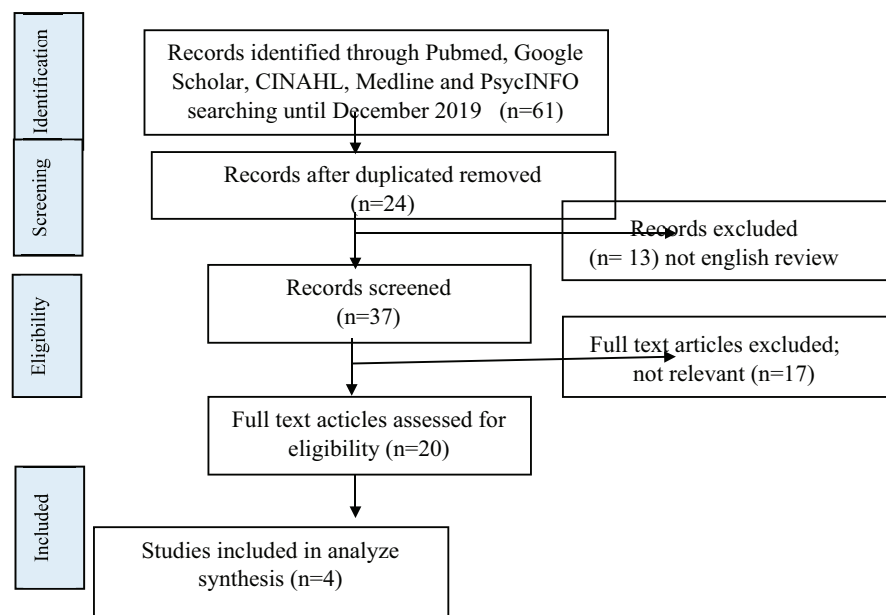 Identification
Records identified through Pubmed, Google
Scholar, CINAHL, Medline and PsycINFO
searching until December 2019 (n=61)
Screening
Records after duplicated removed
(n=24)
Records excluded
(n= 13) not english review
Eligibility
Records screened
(n=37)
Full text articles excluded;
not relevant (n=17)
Full text acticles assessed for
eligibility (n=20)
Included
Studies included in analyze
synthesis (n=4)